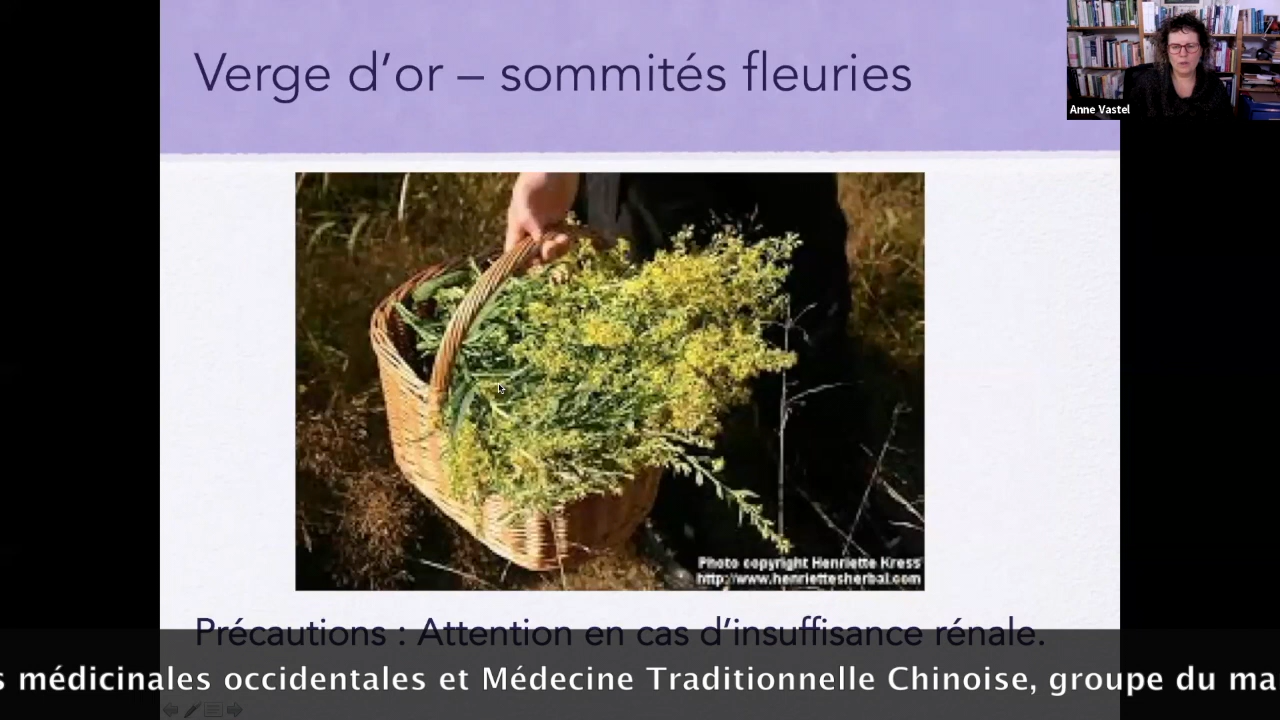 Verge d’or – sommités fleuries
Anne Vastel
Photo copyright Henriette Kress
http://www.henriettesherbal.com
Précautions : Attention en cas d’insuffisance rénale.
s médicinales occidentales et Médecine Traditionnelle Chinoise, groupe du ma